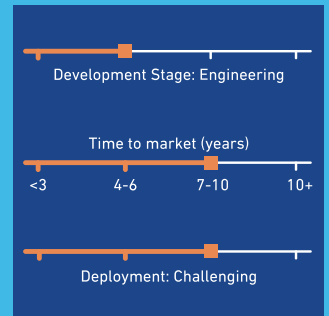 Development Stage: Engineering
Time to market (years)
<3 4-6 7-10 10+
Deployment: Challenging